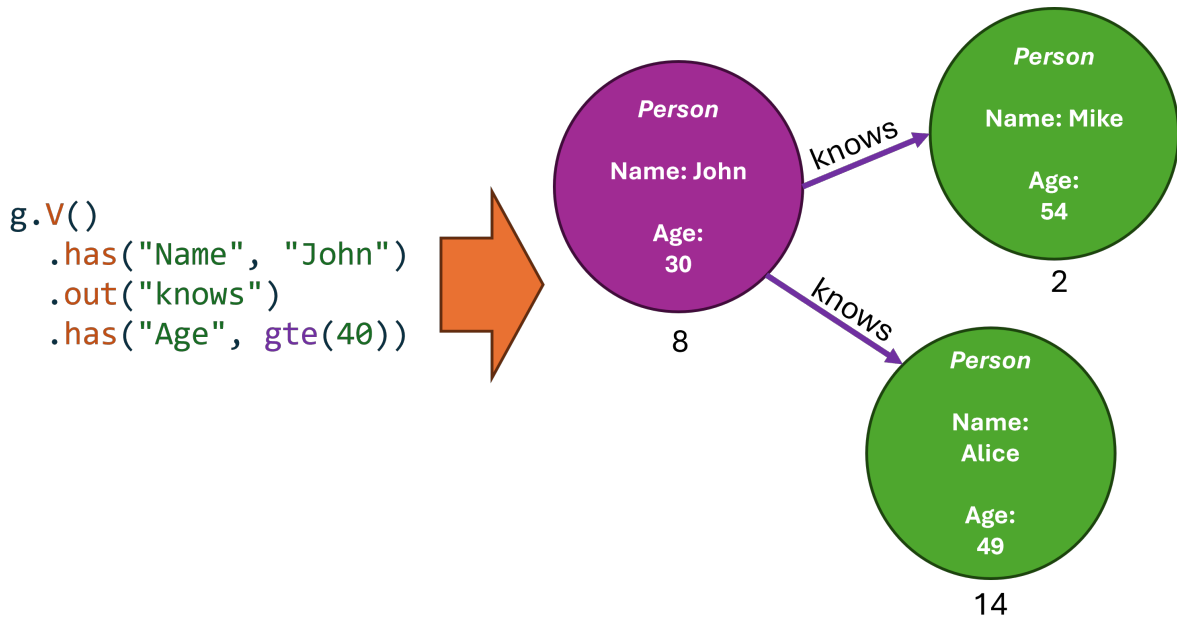 g.V()
.has("Name", "John")
.out("knows")
.has("Age", gte(40))
Person
Name: John
Age:
30
8
knows
Person
Name: Mike
Age:
54
2
knows
Person
Name:
Alice
Age:
49
14